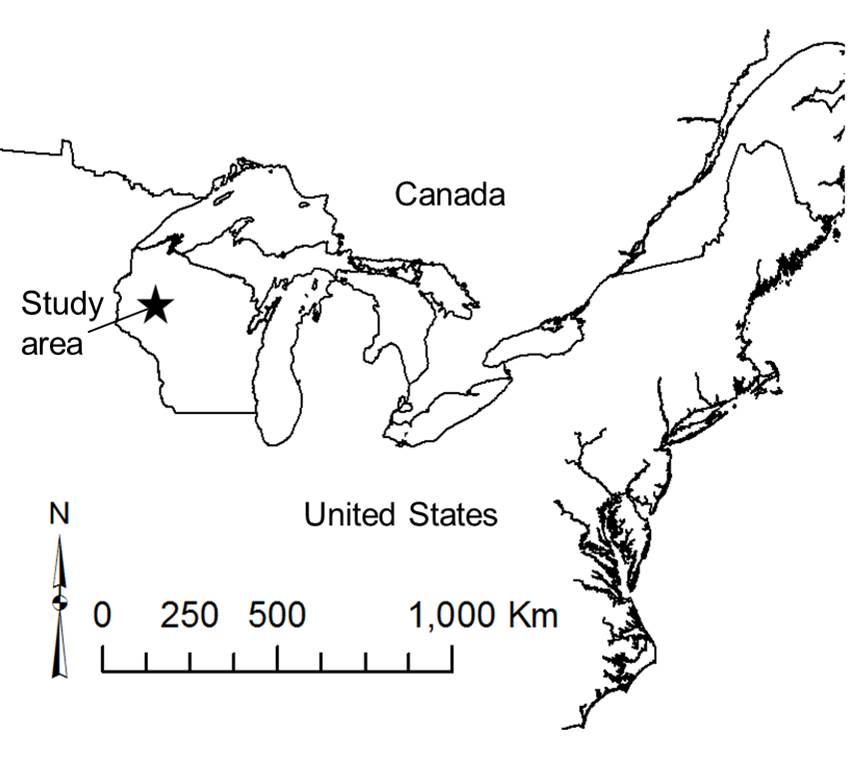 Canada
Study
area
United States
N
0 250 500 1,000 Km